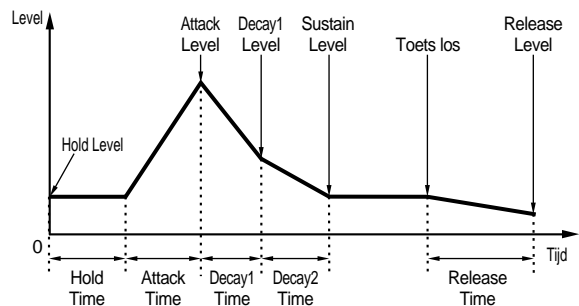 Level
Attack
Level
Decay1
Level
Sustain
Level
Toets los
Release
Level
Hold Level
0
Tijd
Hold
Time
Attack
Time
Decay1
Time
Decay2
Time
Release
Time